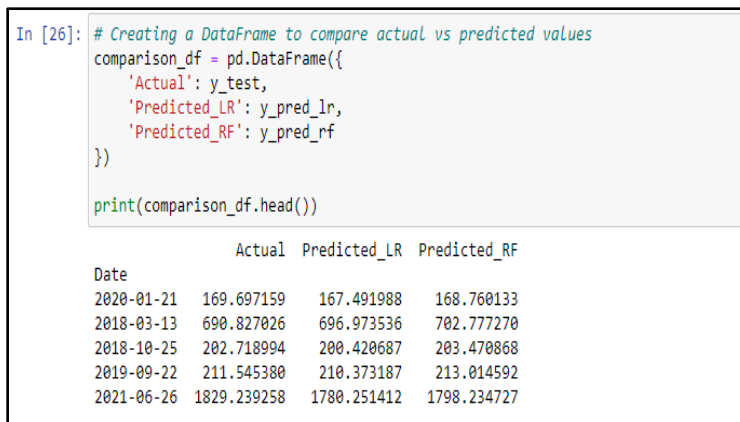 In [26]: # Creating a DataFrame to compare actual vs predicted values
comparison_df = pd.DataFrame({
    'Actual': y_test,
    'Predicted_LR': y_pred_lr,
    'Predicted_RF': y_pred_rf
})
print(comparison_df.head())
Actual Predicted_LR Predicted_RF
Date
2020-01-21 169.697159 167.491988 168.760133
2018-03-13 690.827026 696.973536 702.777270
2018-10-25 202.718994 200.420687 203.470868
2019-09-22 211.545380 210.373187 213.014592
2021-06-26 1829.239258 1780.251412 1798.234727